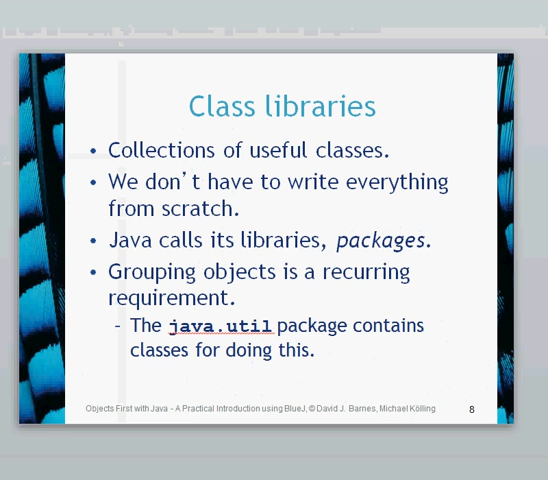 Class libraries
• Collections of useful classes.
• We don't have to write everything
from scratch.
• Java calls its libraries, packages.
• Grouping objects is a recurring
requirement.
– The java.util package contains
classes for doing this.
Objects First with Java - A Practical Introduction using BlueJ, © David J. Barnes, Michael Kölling
8